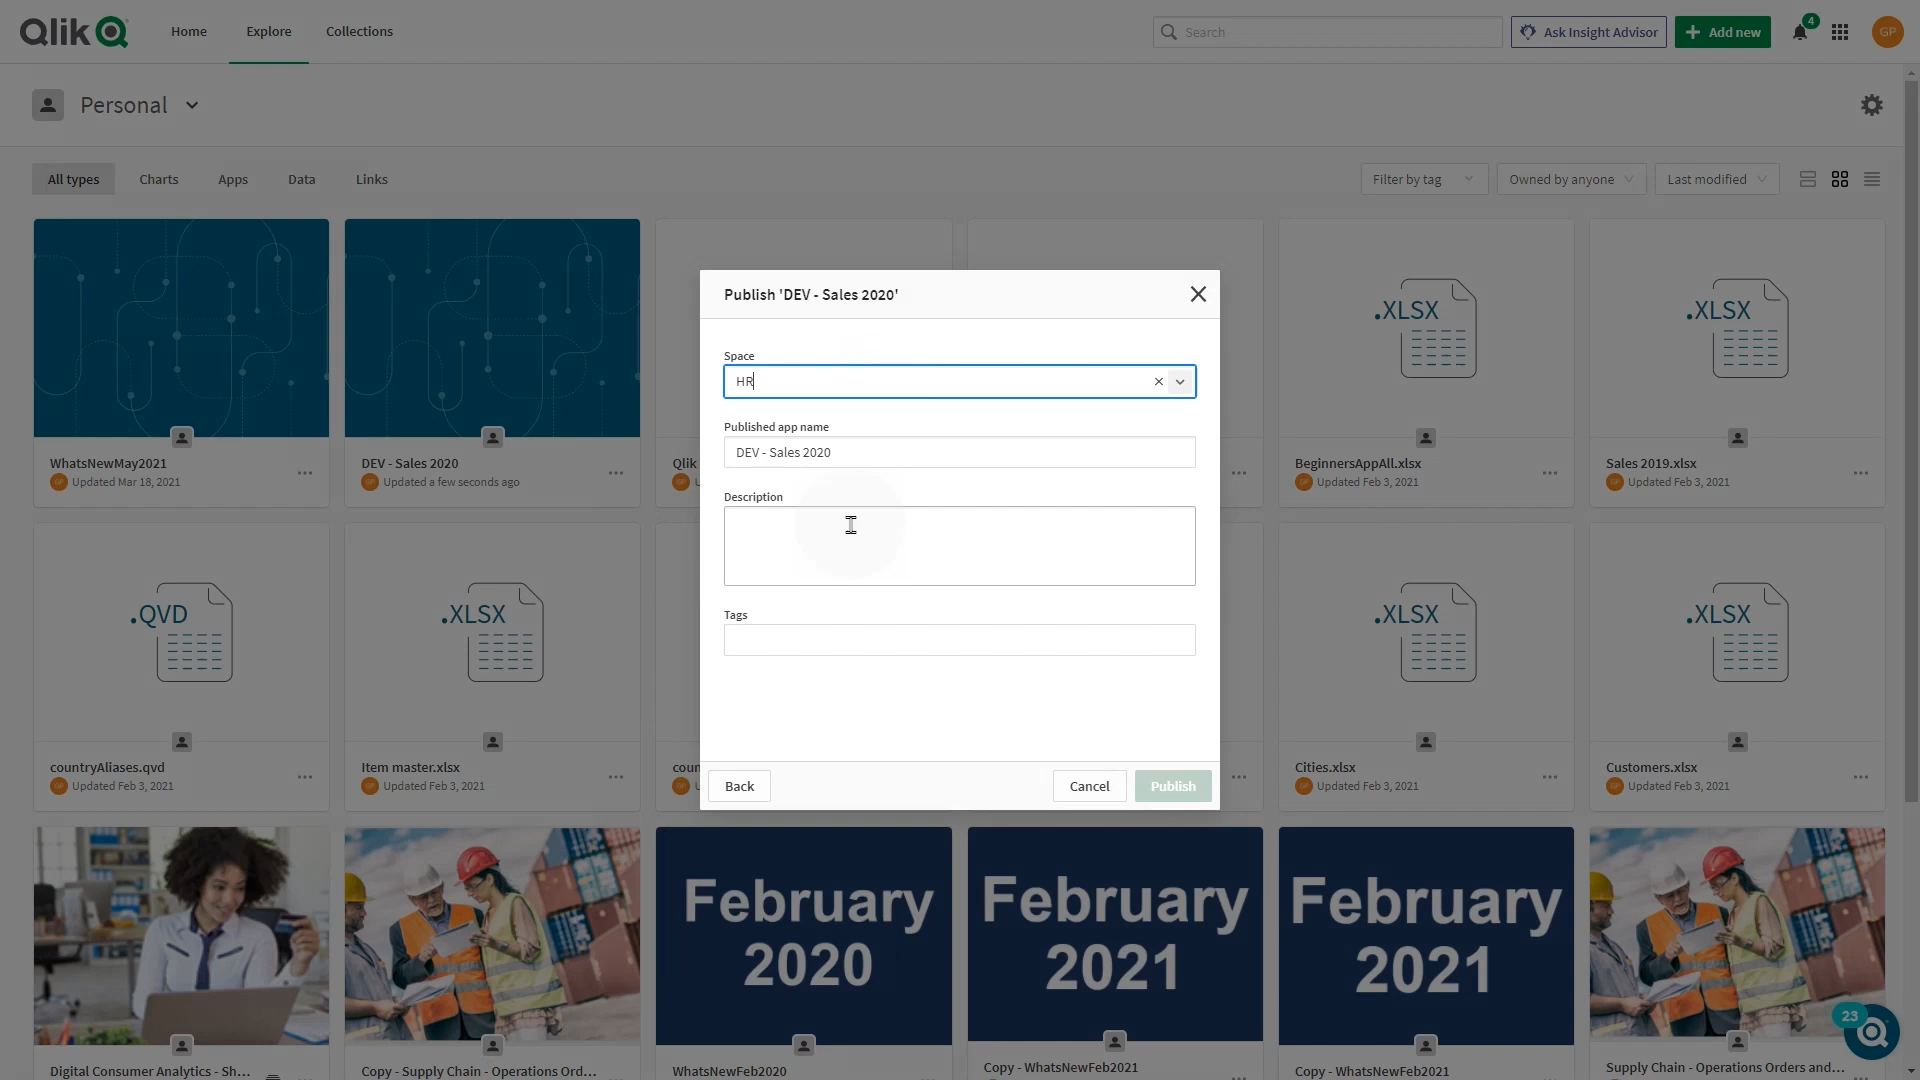 Qlik
Home
Explore
Collections
Search
Ask Insight Advisor
Add new
4
GP
Personal
All types
Charts
Apps
Data
Links
Filter by tag
Owned by anyone
Last modified
.XLSX
.XLSX
WhatsNewMay2021
Updated Mar 18, 2021
DEV - Sales 2020
Updated a few seconds ago
Qlik
BeginnersAppAll.xlsx
Updated Feb 3, 2021
Sales 2019.xlsx
Updated Feb 3, 2021
Publish 'DEV - Sales 2020'
Space
HR
Published app name
DEV - Sales 2020
Description
Tags
Back
Cancel
Publish
.QVD
.XLSX
.XLSX
.XLSX
countryAliases.qvd
Updated Feb 3, 2021
Item master.xlsx
Updated Feb 3, 2021
coun
Cities.xlsx
Updated Feb 3, 2021
Customers.xlsx
Updated Feb 3, 2021
February
2020
February
2021
February
2021
23
Digital Consumer Analytics - Sh...
Copy - Supply Chain - Operations Ord...
WhatsNewFeb2020
Copy - WhatsNewFeb2021
Copy - WhatsNewFeb2021
Supply Chain - Operations Orders and...